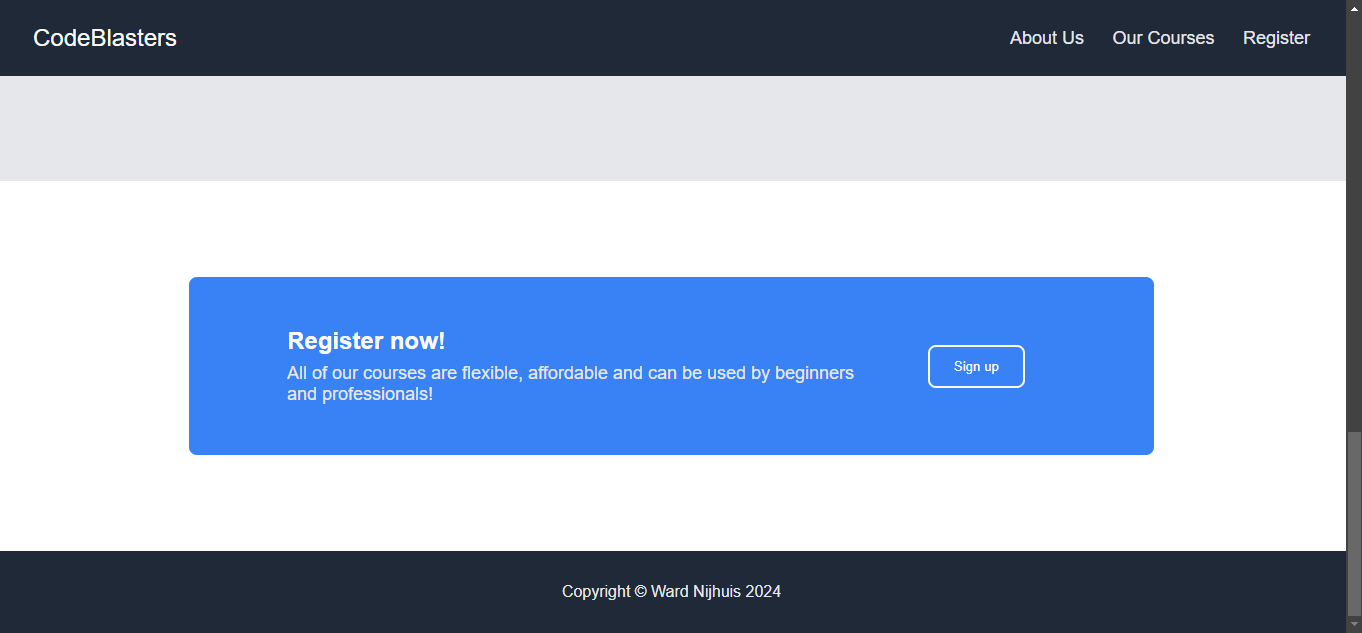 CodeBlasters
About Us
Our Courses
Register
Register now!
All of our courses are flexible, affordable and can be used by beginners
and professionals!
Sign up
Copyright © Ward Nijhuis 2024